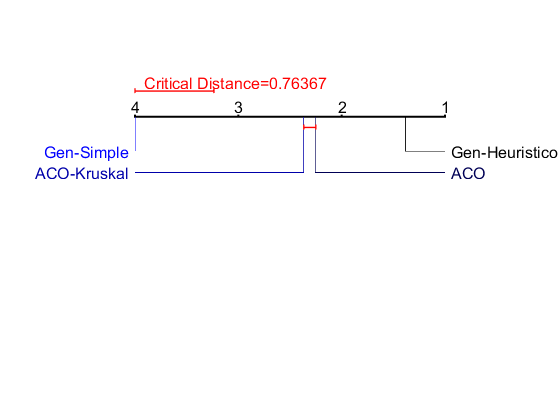 Critical Distance=0.76367
4 3 2 1
Gen-Simple Gen-Heuristico
ACO-Kruskal ACO